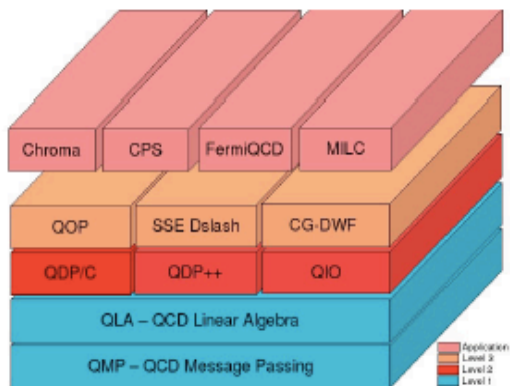 Chroma CPS FermiQCD MILC
QOP SSE Dslash CG-DWF
QDP/C QDP++ QIO
QLA – QCD Linear Algebra
QMP – QCD Message Passing
Application
Level 3
Level 2
Level 1